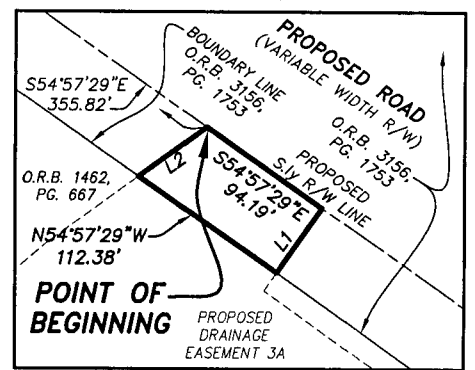 PROPOSED ROAD
(VARIABLE WIDTH R/W)
BOUNDARY LINE
O.R.B. 3156,
PG. 1753
S54°57'29"E
355.82'
O.R.B. 3156,
PG. 1753
PROPOSED
S.ly R/W LINE
L2
S54°57'29"E
94.19'
L1
O.R.B. 1462,
PG. 667
N54°57'29"W
112.38'
POINT OF
BEGINNING
PROPOSED
DRAINAGE
EASEMENT 3A